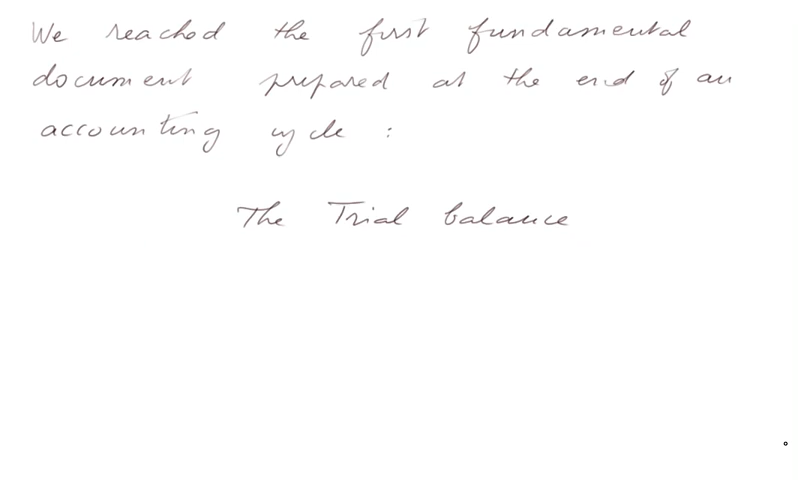 We reached the first fundamental
document prepared at the end of an
accounting cycle :
The Trial balance